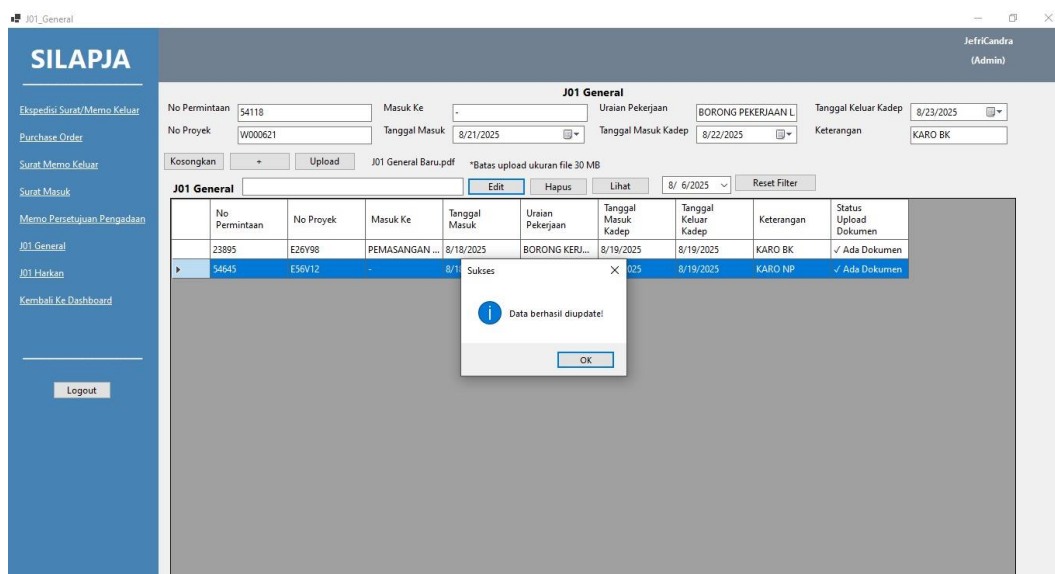 J01_General
SILAPJA
JefriCandra
(Admin)
Ekspedisi Surat/Memo Keluar
Purchase Order
Surat Memo Keluar
Surat Masuk
Memo Persetujuan Pengadaan
J01 General
J01 Harkan
Kembali Ke Dashboard
Logout
J01 General
No Permintaan 54118 Masuk Ke - Uraian Pekerjaan BORONG PEKERJAAN L Tanggal Keluar Kadep 8/23/2025
No Proyek W000621 Tanggal Masuk 8/21/2025 Tanggal Masuk Kadep 8/22/2025 Keterangan KARO BK
Kosongkan + Upload J01 General Baru.pdf *Batas upload ukuran file 30 MB
J01 General Edit Hapus Lihat 8/ 6/2025 Reset Filter
No Permintaan No Proyek Masuk Ke Tanggal Masuk Uraian Pekerjaan Tanggal Masuk Kadep Tanggal Keluar Kadep Keterangan Status Upload Dokumen
23895 E26Y98 PEMASANGAN ... 8/18/2025 BORONG KERJ... 8/19/2025 8/19/2025 KARO BK ✓ Ada Dokumen
54645 E56V12 - 8/1 025 8/19/2025 KARO NP ✓ Ada Dokumen
Sukses
Data berhasil diupdate!
OK